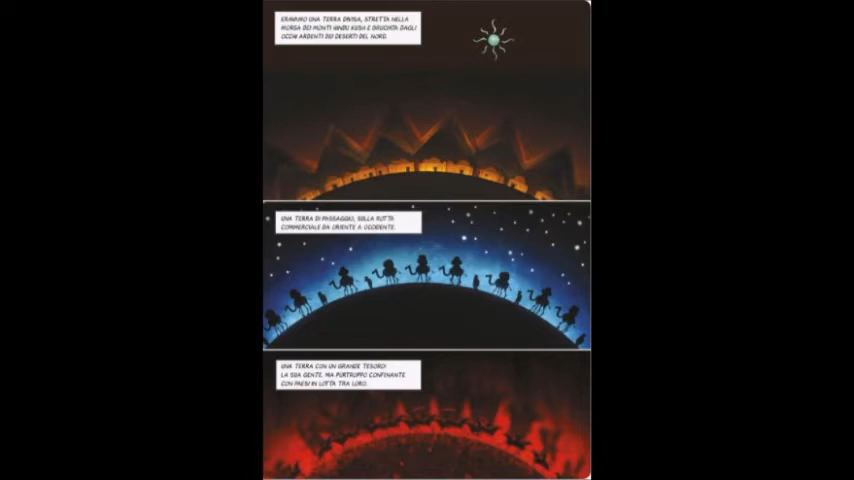 ERAVAMO UNA TERRA DIVISA, STRETTA NELLA
MORSA DEI MONTI HINDU KUSH E BRUCIATA DAGLI
OCCHI ARDENTI DEI DESERTI DEL NORD.
UNA TERRA DI PASSAGGIO, SULLA ROTTA
COMMERCIALE DA ORIENTE A OCCIDENTE.
UNA TERRA CON UN GRANDE TESORO:
LA SUA GENTE. MA PURTROPPO CONFINANTE
CON PAESI IN LOTTA TRA LORO.